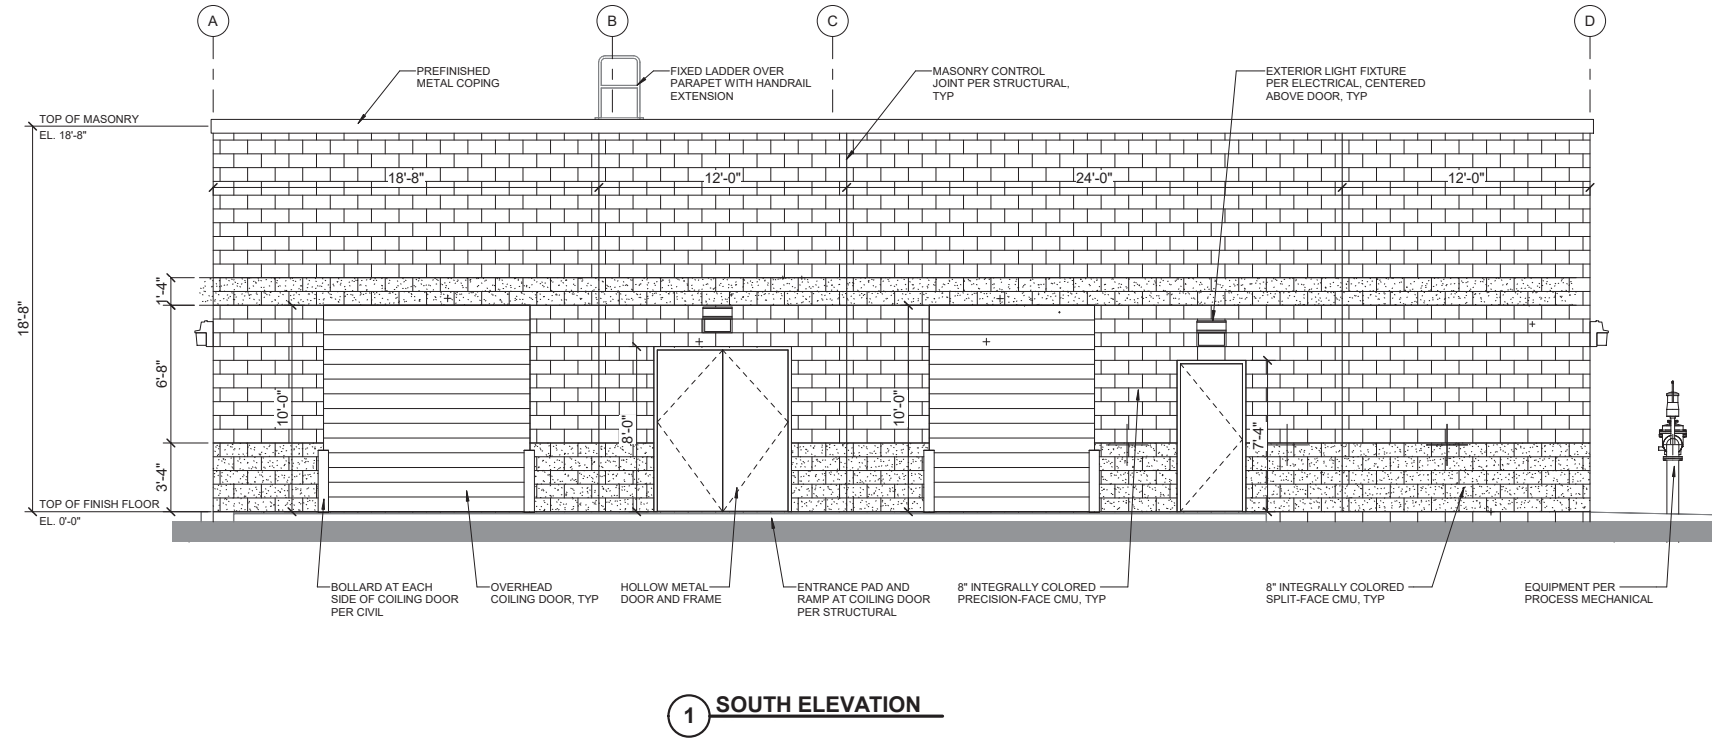 A
B
C
D
PREFINISHED
METAL COPING
FIXED LADDER OVER
PARAPET WITH HANDRAIL
EXTENSION
MASONRY CONTROL
JOINT PER STRUCTURAL,
TYP
EXTERIOR LIGHT FIXTURE
PER ELECTRICAL, CENTERED
ABOVE DOOR, TYP
TOP OF MASONRY
EL. 18'-8"
18'-8"
12'-0"
24'-0"
12'-0"
18'-8"
1'-4"
6'-8"
3'-4"
10'-0"
8'-0"
10'-0"
7'-4"
TOP OF FINISH FLOOR
EL. 0'-0"
BOLLARD AT EACH
SIDE OF COILING DOOR
PER CIVIL
OVERHEAD
COILING DOOR, TYP
HOLLOW METAL
DOOR AND FRAME
ENTRANCE PAD AND
RAMP AT COILING DOOR
PER STRUCTURAL
8" INTEGRALLY COLORED
PRECISION-FACE CMU, TYP
8" INTEGRALLY COLORED
SPLIT-FACE CMU, TYP
EQUIPMENT PER
PROCESS MECHANICAL
1 SOUTH ELEVATION